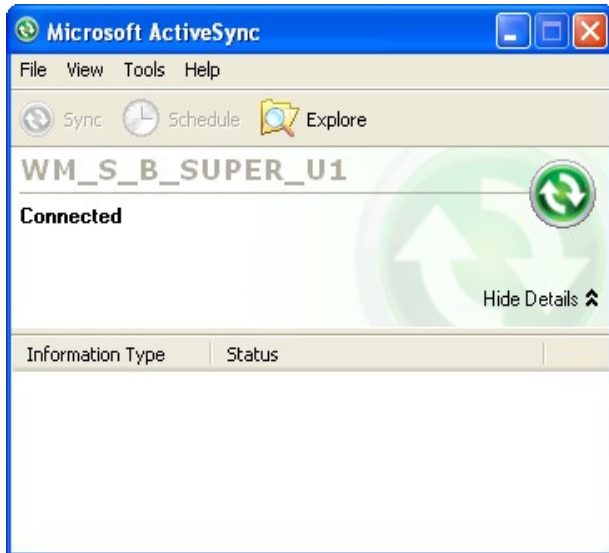 Microsoft ActiveSync
File View Tools Help
Sync Schedule Explore
WM_S_B_SUPER_U1
Connected
Hide Details
Information Type Status